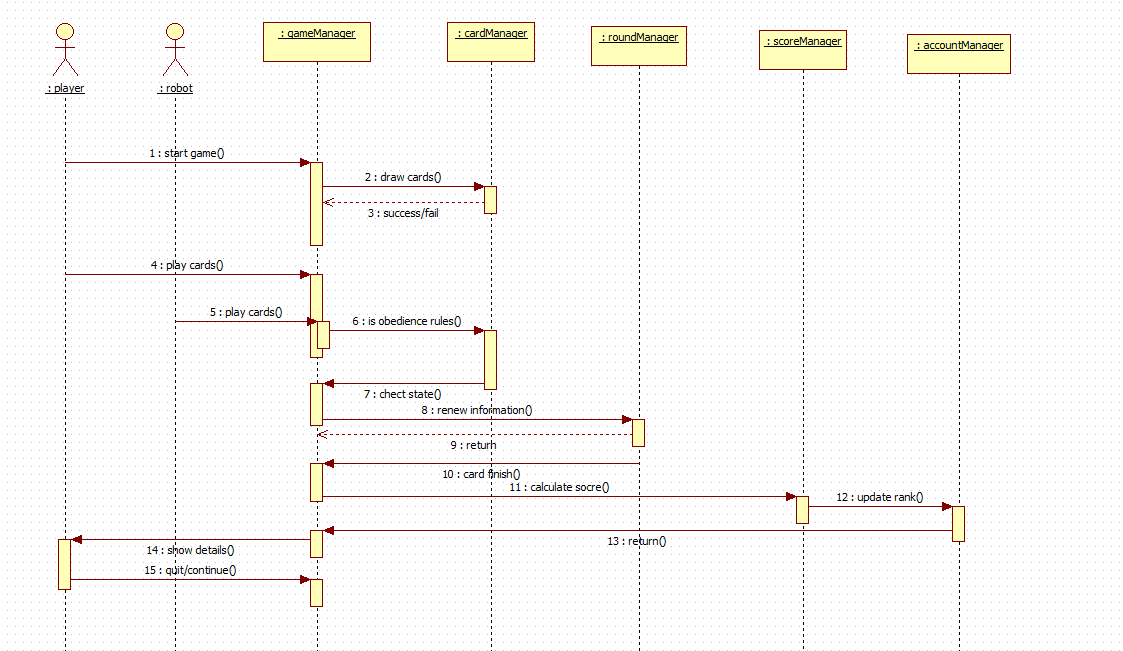 : gameManager
: cardManager
: roundManager
: scoreManager
: accountManager
: player
: robot
1 : start game()
2 : draw cards()
3 : success/fail
4 : play cards()
5 : play cards()
6 : is obedience rules()
7 : chect state()
8 : renew information()
9 : return
10 : card finish()
11 : calculate socre()
12 : update rank()
13 : return()
14 : show details()
15 : quit/continue()